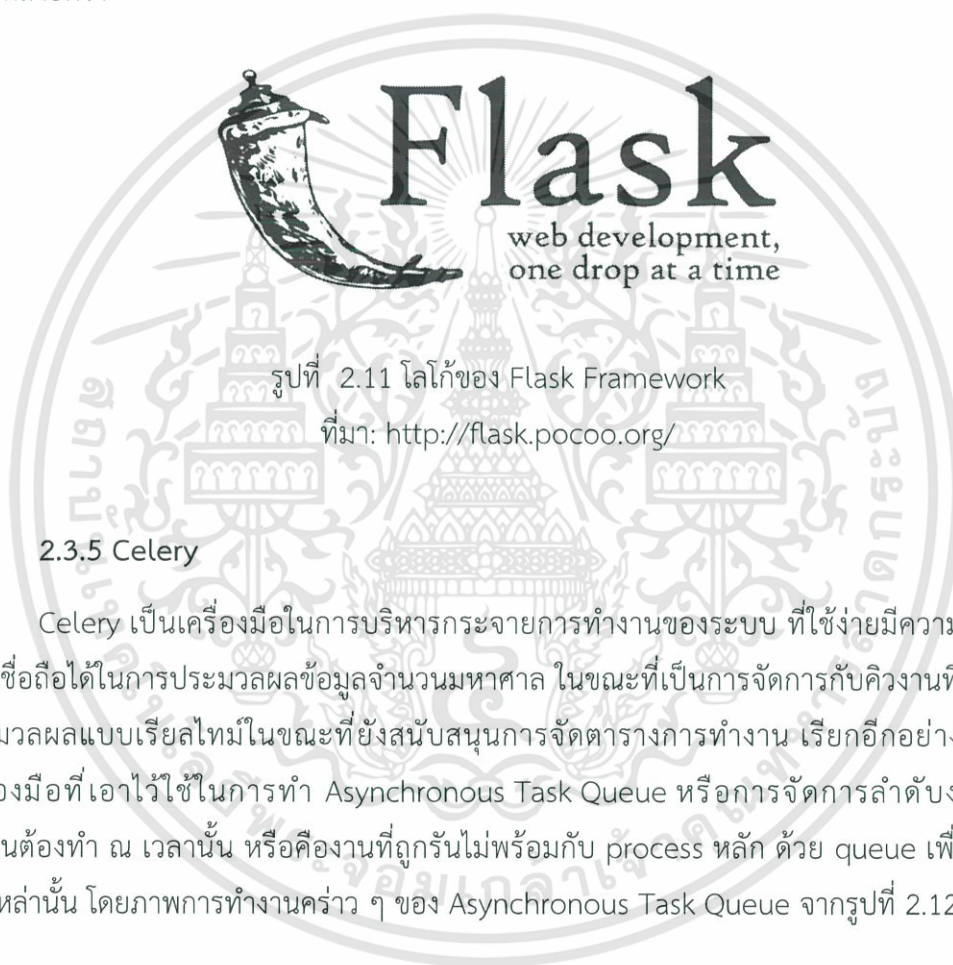 Flask
web development,
one drop at a time
รูปที่ 2.11 โลโก้ของ Flask Framework
ที่มา: http://flask.pocoo.org/
2.3.5 Celery
Celery เป็นเครื่องมือในการบริหารกระจายการทำงานของระบบ ที่ใช้ง่ายมีความ
ชื่อถือได้ในการประมวลผลข้อมูลจำนวนมหาศาล ในขณะที่เป็นการจัดการกับคิวงานที
มวลผลแบบเรียลไทม์ในขณะที่ยังสนับสนุนการจัดตารางการทำงาน เรียกอีกอย่าง
องมือที่เอาไว้ใช้ในการทำ Asynchronous Task Queue หรือการจัดการลำดับง
นต้องทำ ณ เวลานั้น หรือคืองานที่ถูกรันไม่พร้อมกับ process หลัก ด้วย queue เพื่
หล่านั้น โดยภาพการทำงานคร่าว ๆ ของ Asynchronous Task Queue จากรูปที่ 2.12